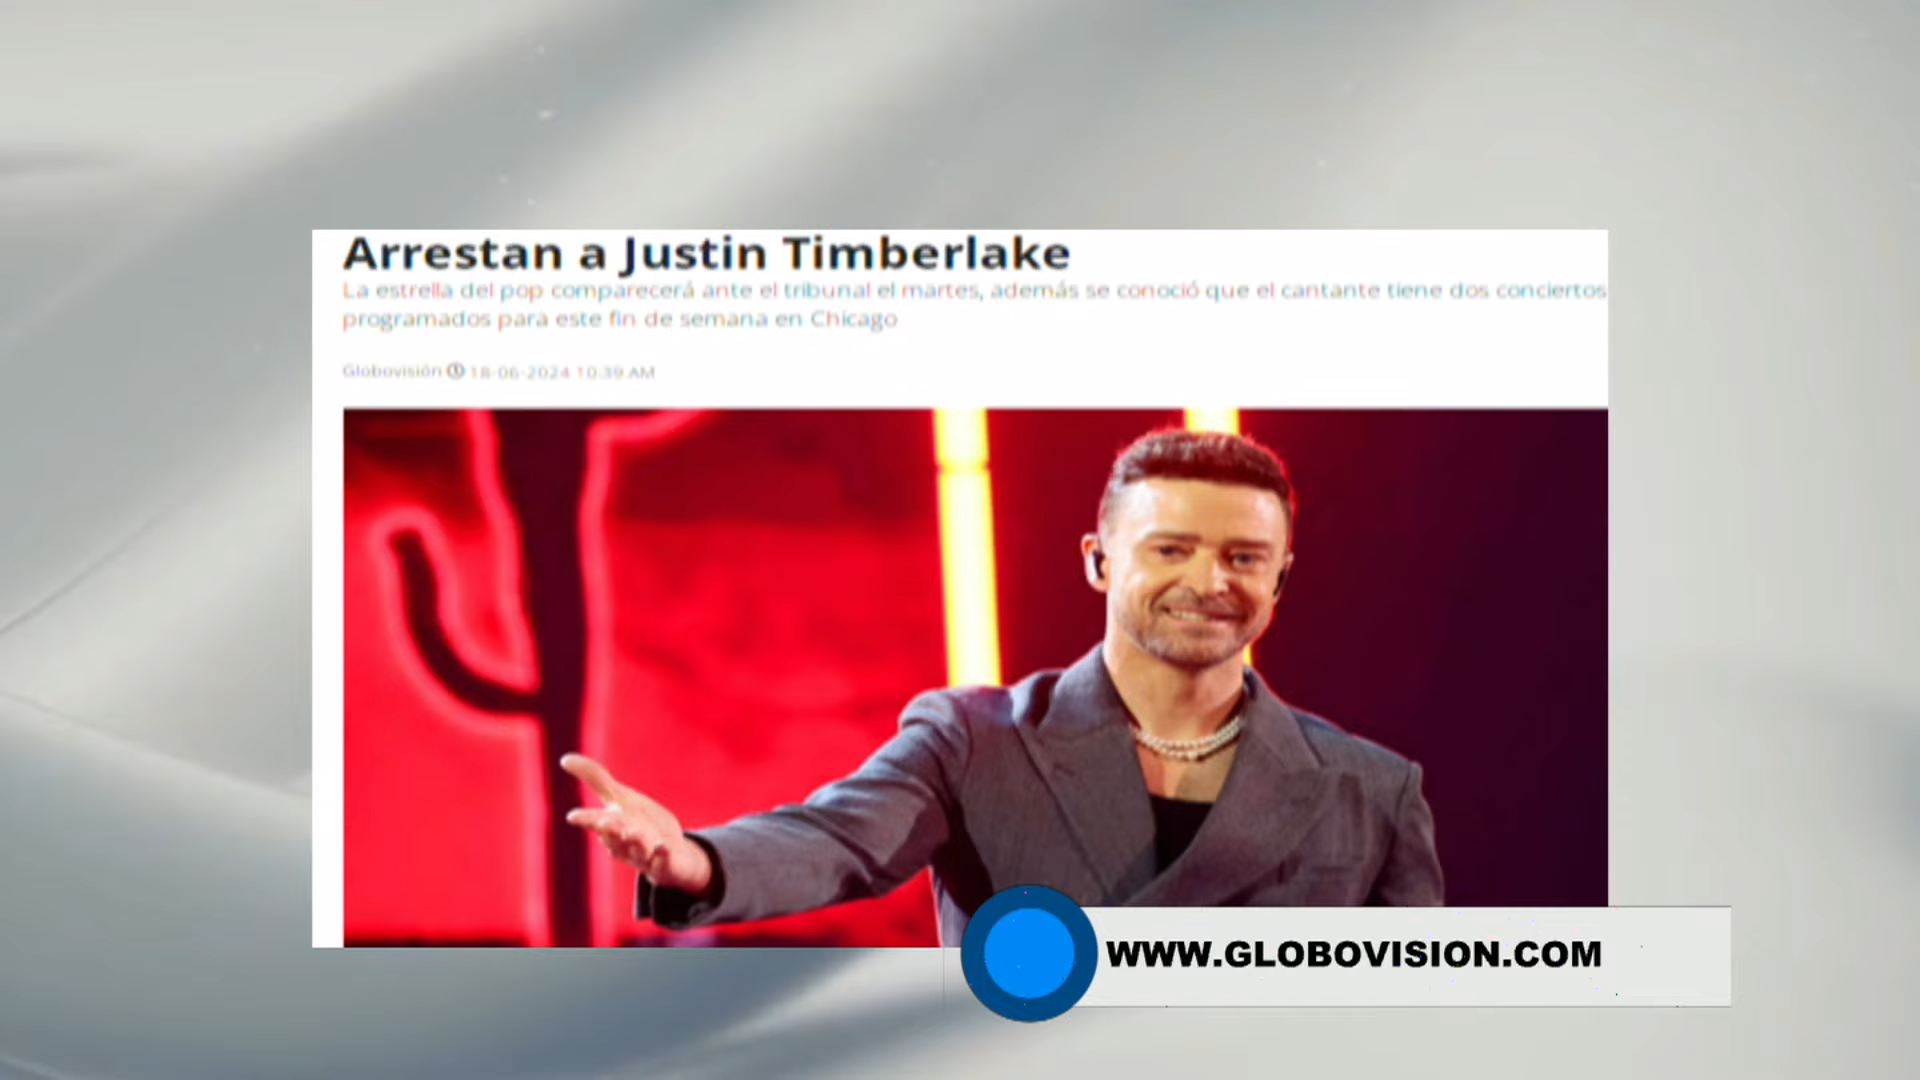 Arrestan a Justin Timberlake
La estrella del pop comparecerá ante el tribunal el martes, además se conoció que el cantante tiene dos conciertos
programados para este fin de semana en Chicago
Globovisión 18-06-2024 10:39 AM
WWW.GLOBOVISION.COM